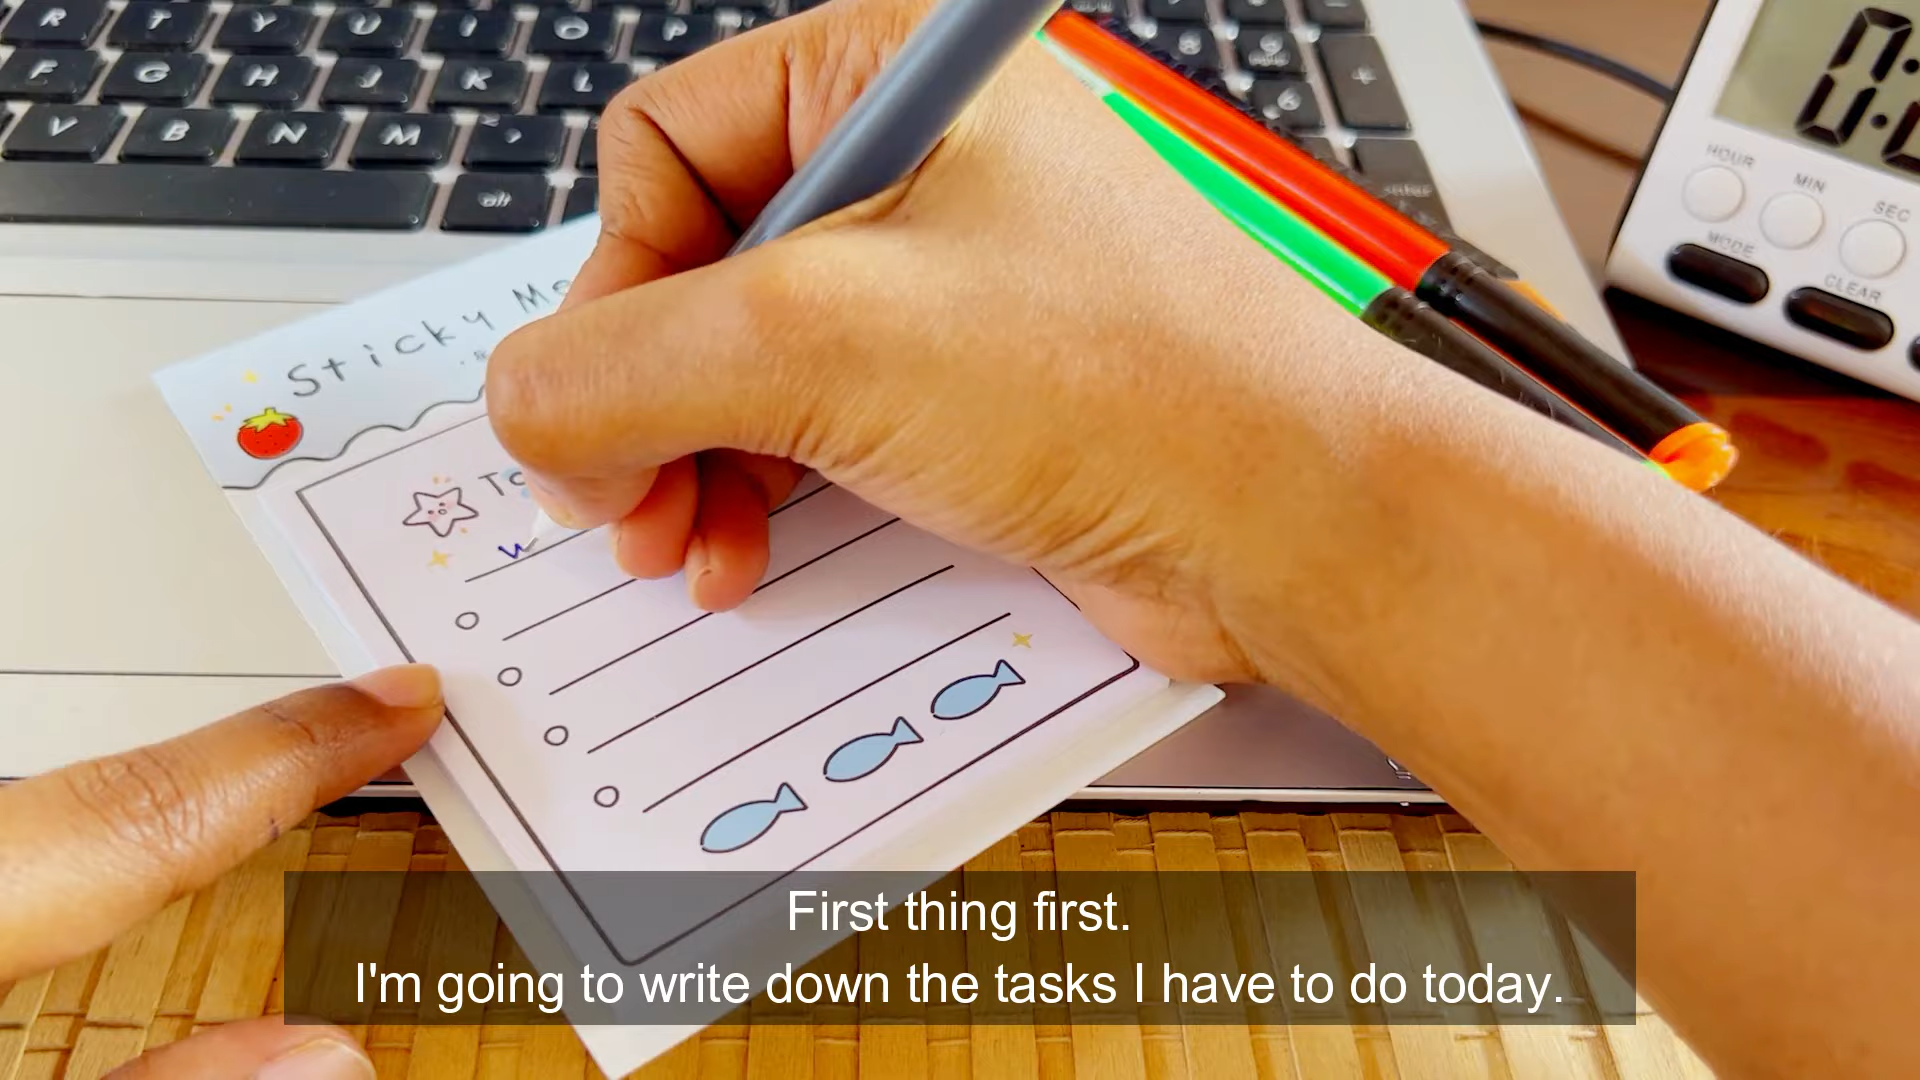 R T Y U I O P
F G H J K L
V B N M
alt
Sticky
HOUR MIN SEC
MODE CLEAR
First thing first.
I'm going to write down the tasks I have to do today.